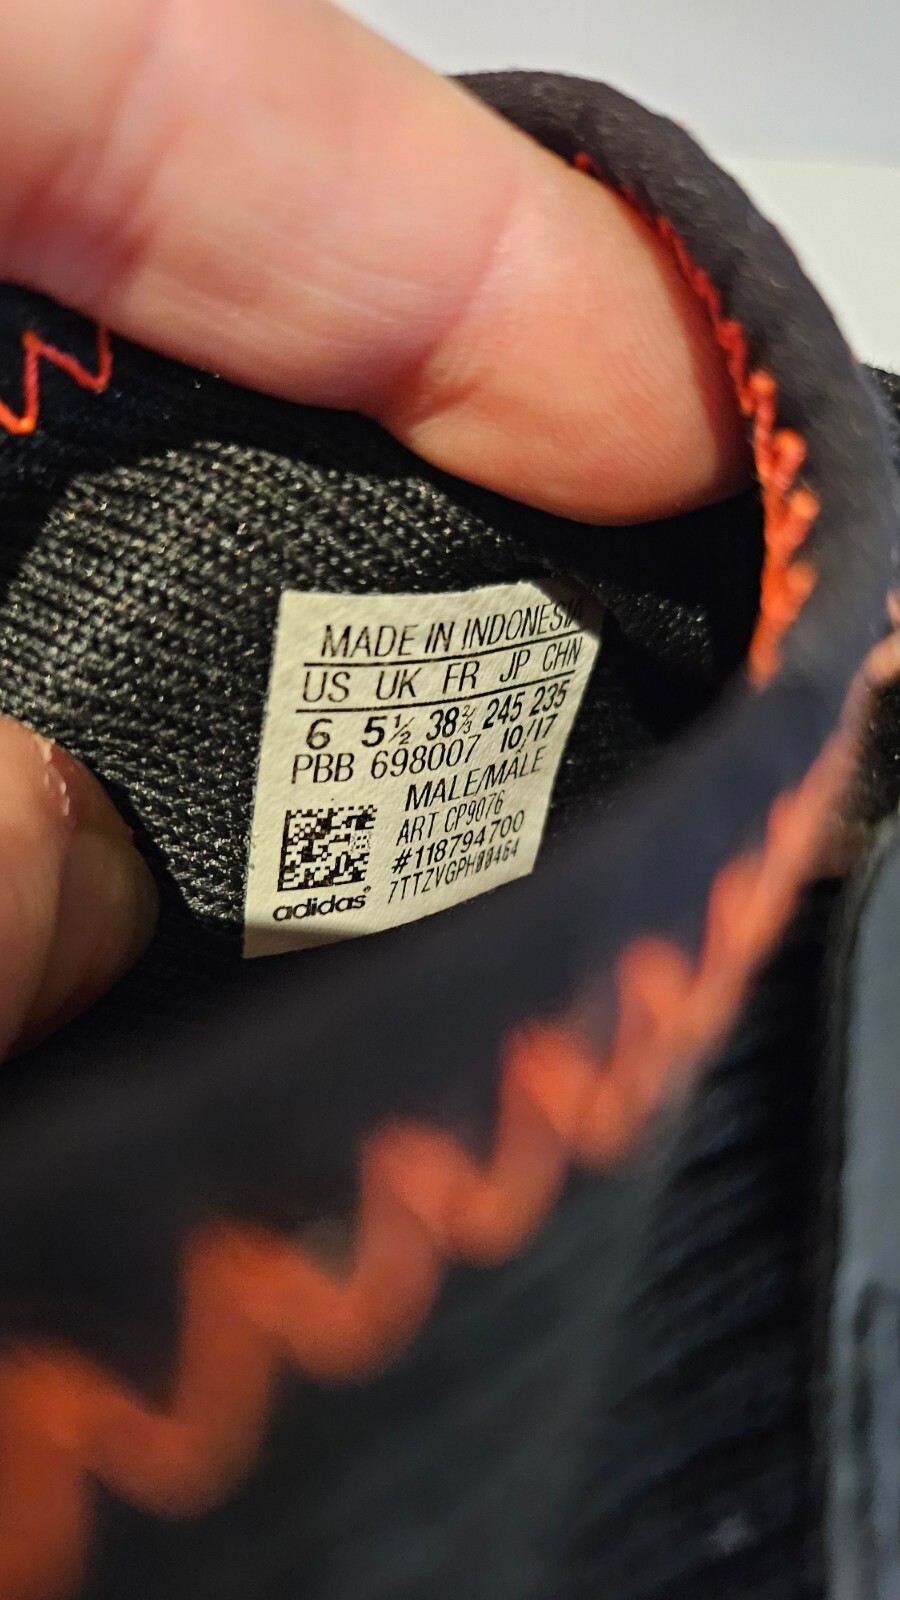 MADE IN INDONESIA
US UK FR JP CHN
6 5½ 38⅔ 245 235
PBB 698007 10/17
MALE/MALE
ART CP9076
#118794700
7TTZVGPH00464
adidas®